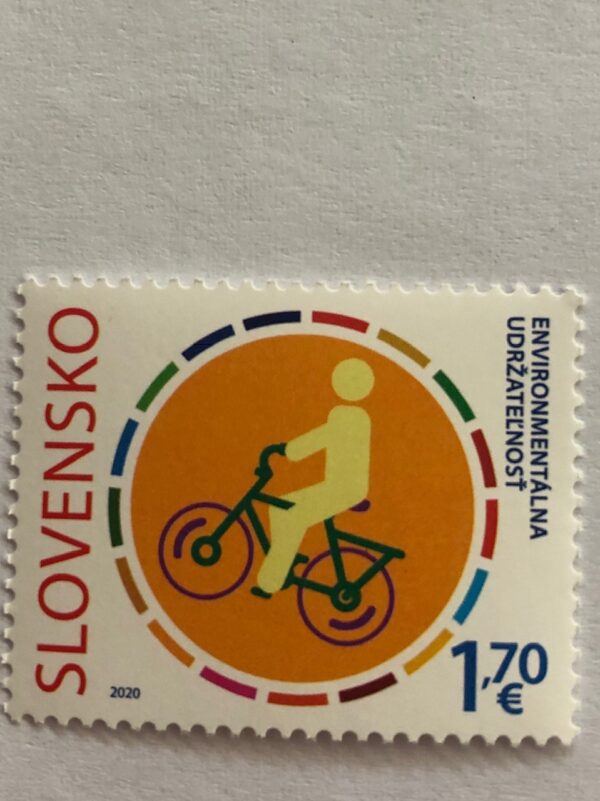 SLOVENSKO
ENVIRONMENTÁLNA
UDRŽATEĽNOSŤ
1,70
€
2020